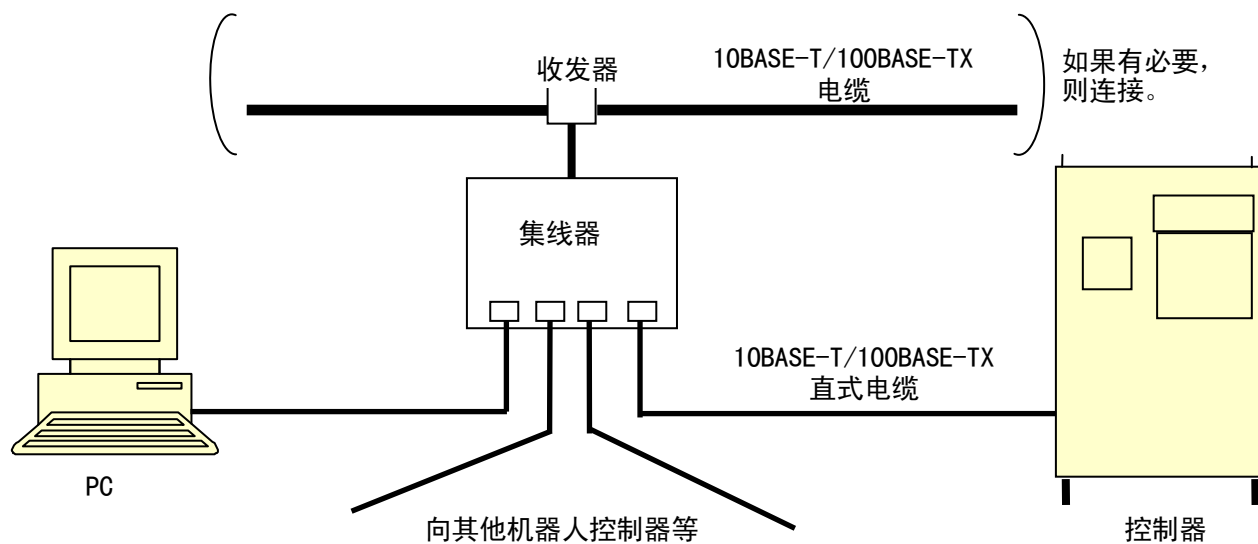 收发器
10BASE-T/100BASE-TX
电缆
如果有必要，
则连接。
集线器
10BASE-T/100BASE-TX
直式电缆
PC
向其他机器人控制器等
控制器